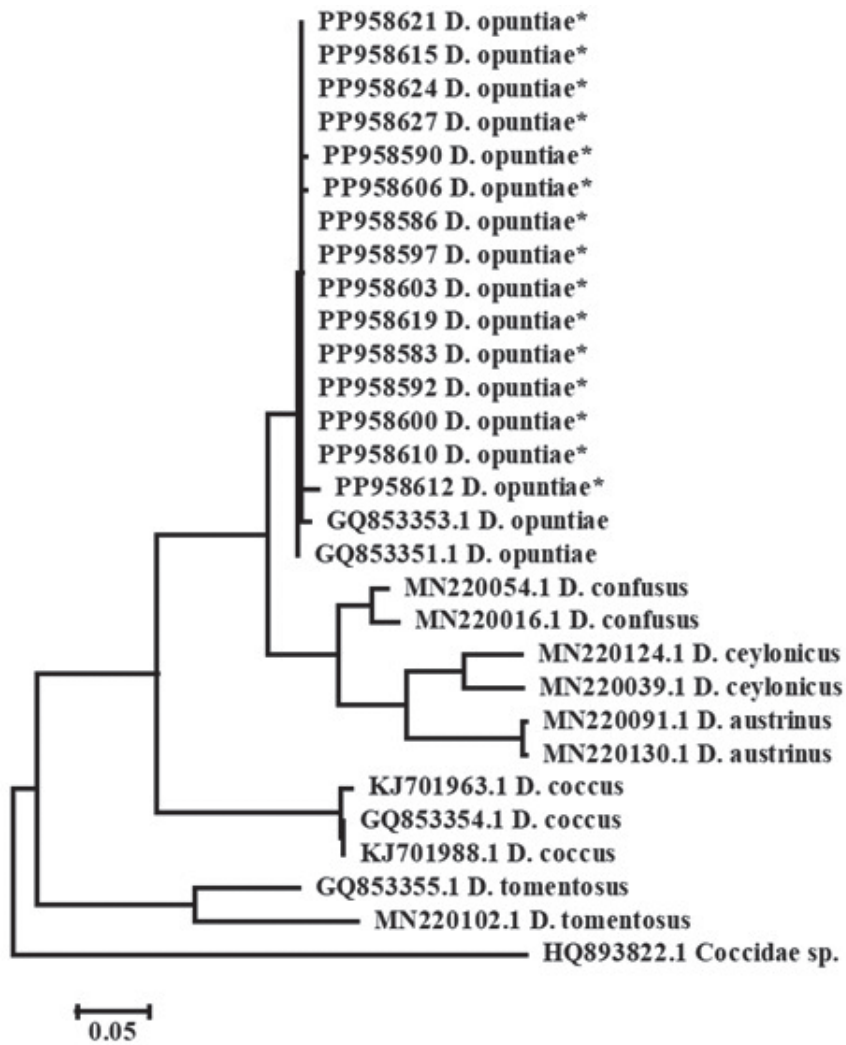 PP958621 D. opuntiae*
PP958615 D. opuntiae*
PP958624 D. opuntiae*
PP958627 D. opuntiae*
PP958590 D. opuntiae*
PP958606 D. opuntiae*
PP958586 D. opuntiae*
PP958597 D. opuntiae*
PP958603 D. opuntiae*
PP958619 D. opuntiae*
PP958583 D. opuntiae*
PP958592 D. opuntiae*
PP958600 D. opuntiae*
PP958610 D. opuntiae*
PP958612 D. opuntiae*
GQ853353.1 D. opuntiae
GQ853351.1 D. opuntiae
MN220054.1 D. confusus
MN220016.1 D. confusus
MN220124.1 D. ceylonicus
MN220039.1 D. ceylonicus
MN220091.1 D. austrinus
MN220130.1 D. austrinus
KJ701963.1 D. coccus
GQ853354.1 D. coccus
KJ701988.1 D. coccus
GQ853355.1 D. tomentosus
MN220102.1 D. tomentosus
HQ893822.1 Coccidae sp.
0.05